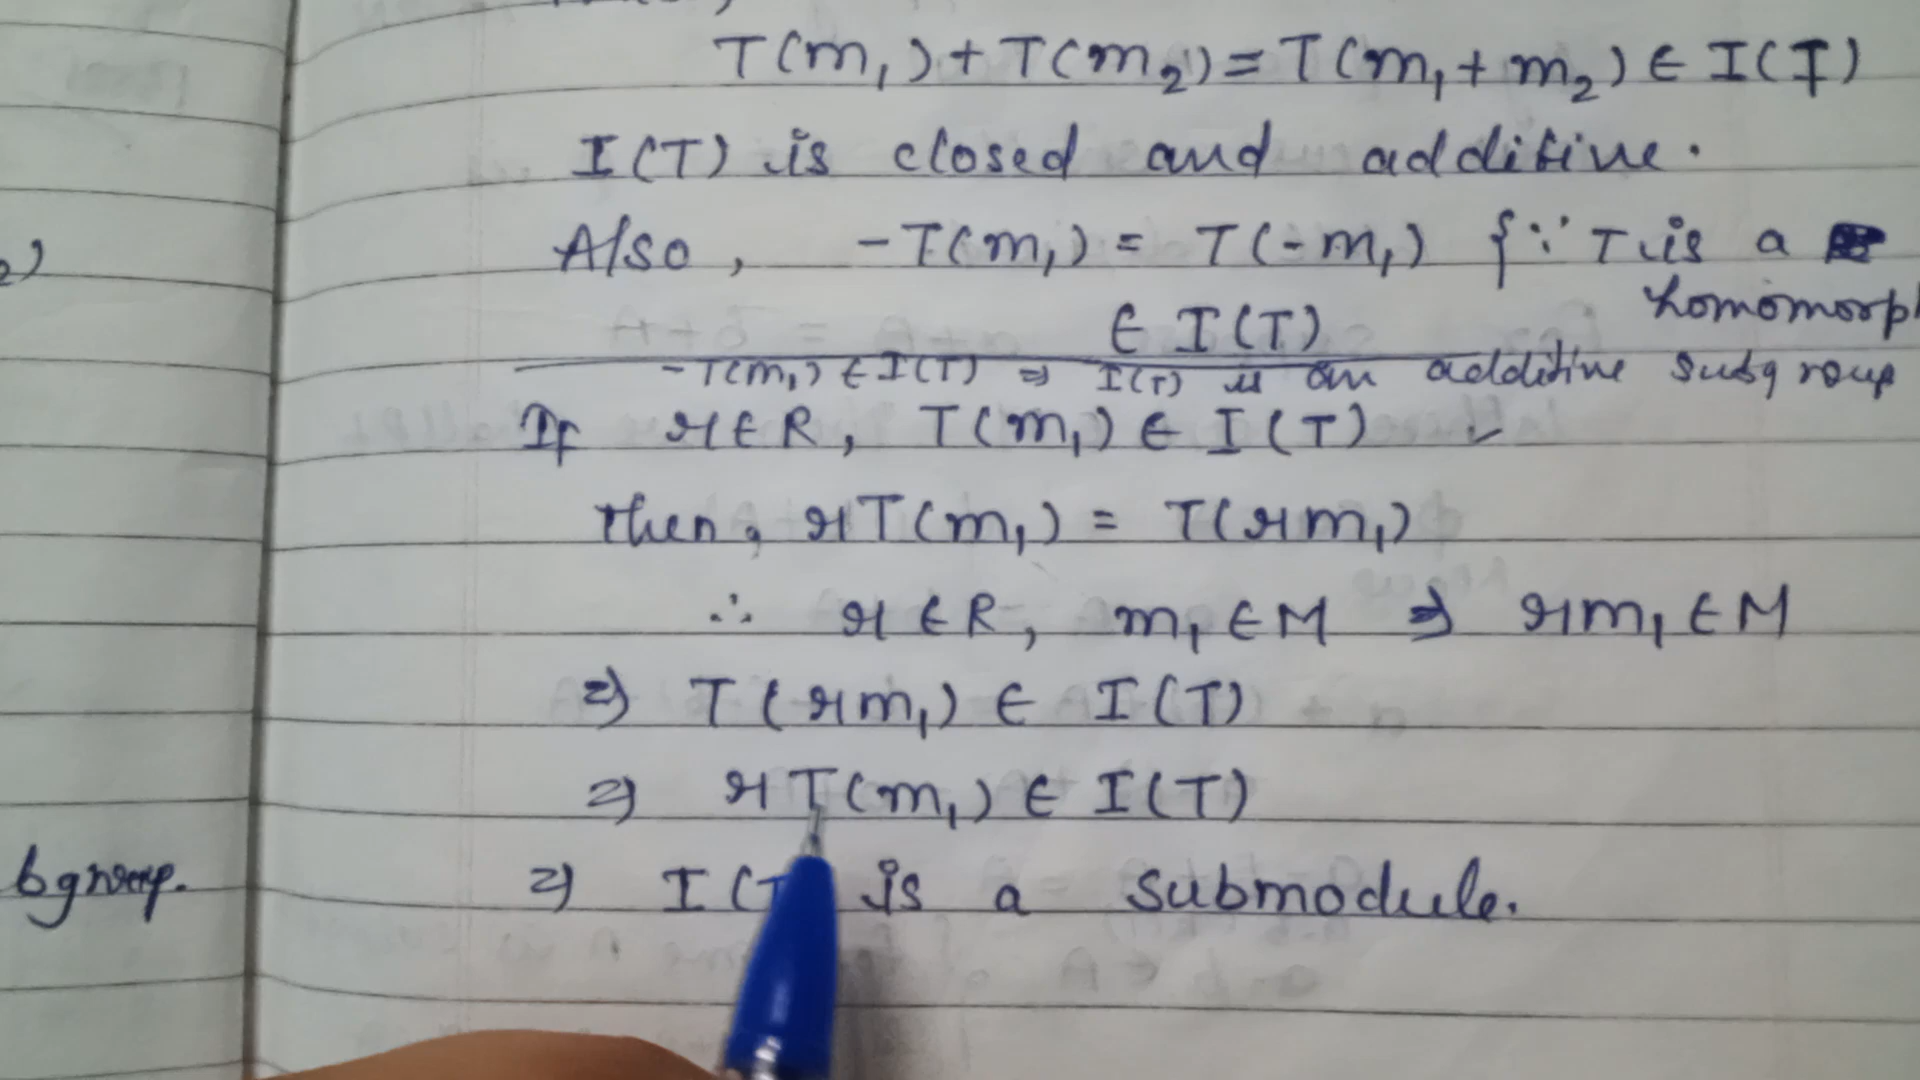 T(m₁) + T(m₂) = T(m₁ + m₂) ∈ I(T)
I(T) is closed and additive.
Also, -T(m₁) = T(-m₁) {∵ T is a
homomorph
∈ I(T)
-T(m₁) ∈ I(T) ⇒ I(T) is an additive subgroup
If r ∈ R, T(m₁) ∈ I(T)
then, rT(m₁) = T(rm₁)
∴ r ∈ R, m₁ ∈ M ⇒ rm₁ ∈ M
⇒ T(rm₁) ∈ I(T)
⇒ rT(m₁) ∈ I(T)
bgroup.
⇒ I(T is a submodule.